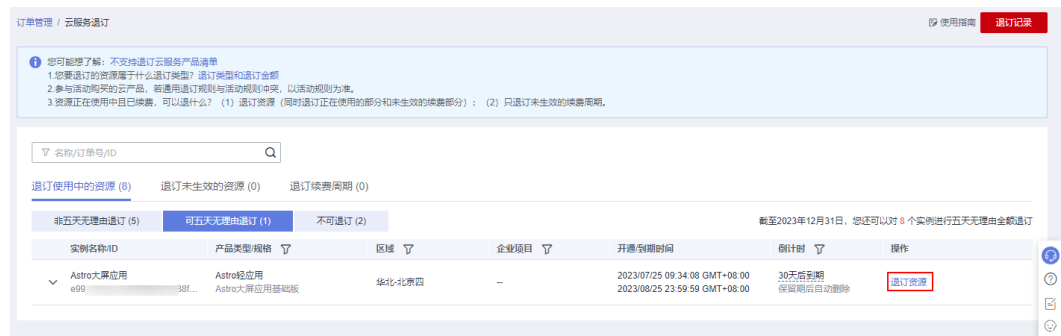 订单管理 / 云服务退订
使用指南
退订记录
您可能想了解：不支持退订云服务产品清单
1.您要退订的资源属于什么退订类型？退订类型和退订金额
2.参与活动购买的云产品，若通用退订规则与活动规则冲突，以活动规则为准。
3.资源正在使用中且已续费，可以退什么？（1）退订资源（同时退订正在使用的部分和未生效的续费部分）；（2）只退订未生效的续费周期。
名称/订单号/ID
退订使用中的资源 (8) 退订未生效的资源 (0) 退订续费周期 (0)
非五天无理由退订 (5) 可五天无理由退订 (1) 不可退订 (2) 截至2023年12月31日，您还可以对 8 个实例进行五天无理由全额退订
实例名称/ID 产品类型/规格 区域 企业项目 开通/到期时间 倒计时 操作
Astro大屏应用 Astro轻应用 华北-北京四 -- 2023/07/25 09:34:08 GMT+08:00 30天后到期 退订资源
e99 38f... Astro大屏应用基础版 2023/08/25 23:59:59 GMT+08:00 保留期后自动删除